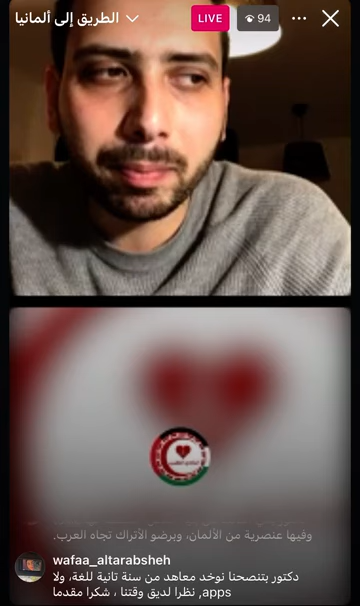 الطريق إلى ألمانيا
LIVE
94
وفيها عنصرية من الألمان، وبرضو الأتراك تجاه العرب.
wafaa_altarabsheh
دكتور بتنصحنا نوخد معاهد من سنة تانية للغة، ولا
apps, نظرا لديق وقتنا ، شكرا مقدما